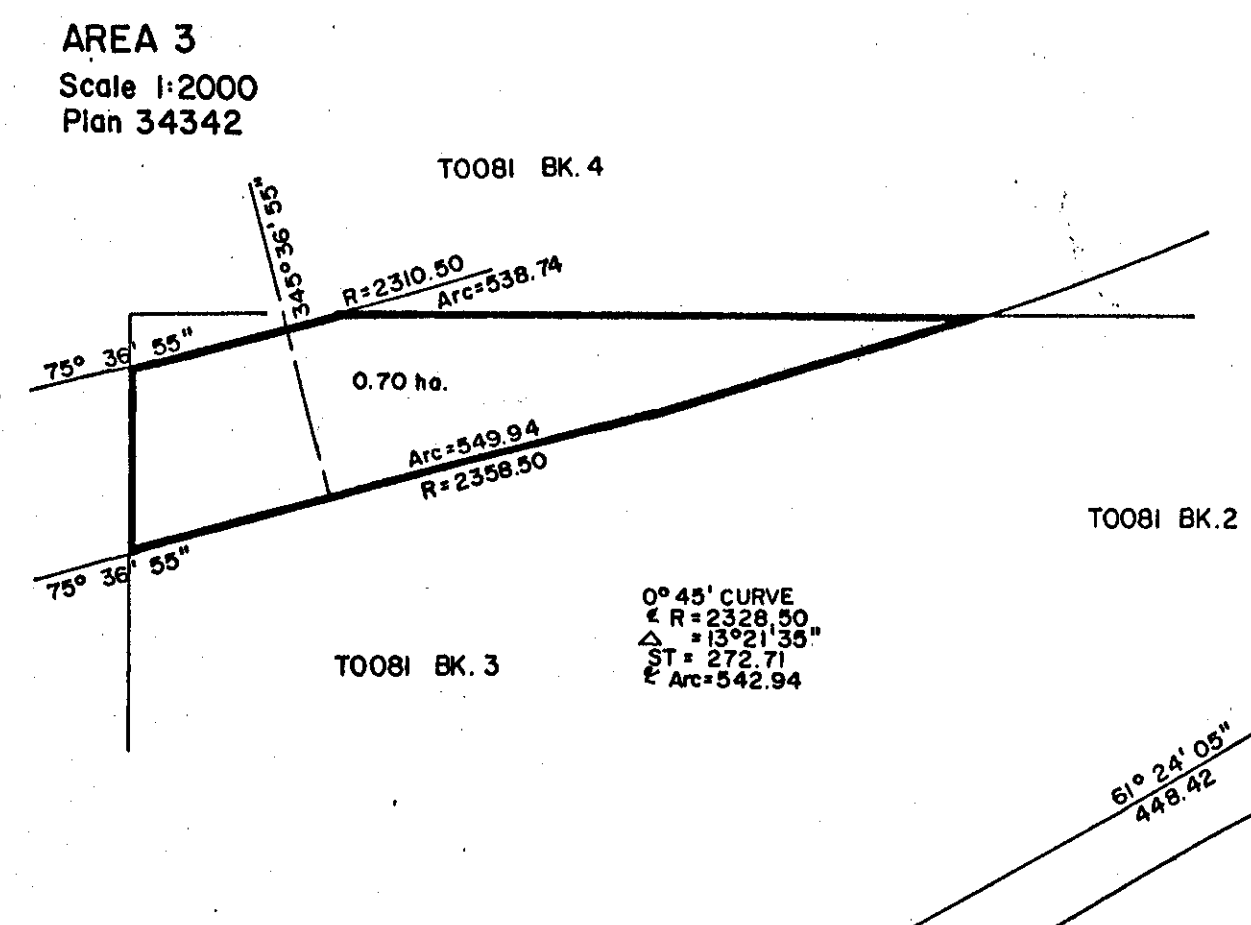 AREA 3
Scale 1:2000
Plan 34342
T0081 BK. 4
345° 36' 55"
R=2310.50
Arc=538.74
75° 36' 55"
0.70 ha.
Arc=549.94
R=2358.50
T0081 BK.2
75° 36' 55"
0° 45' CURVE
℄ R=2328.50
△ =13°21'35"
ST = 272.71
℄ Arc=542.94
T0081 BK. 3
61° 24' 05"
448.42